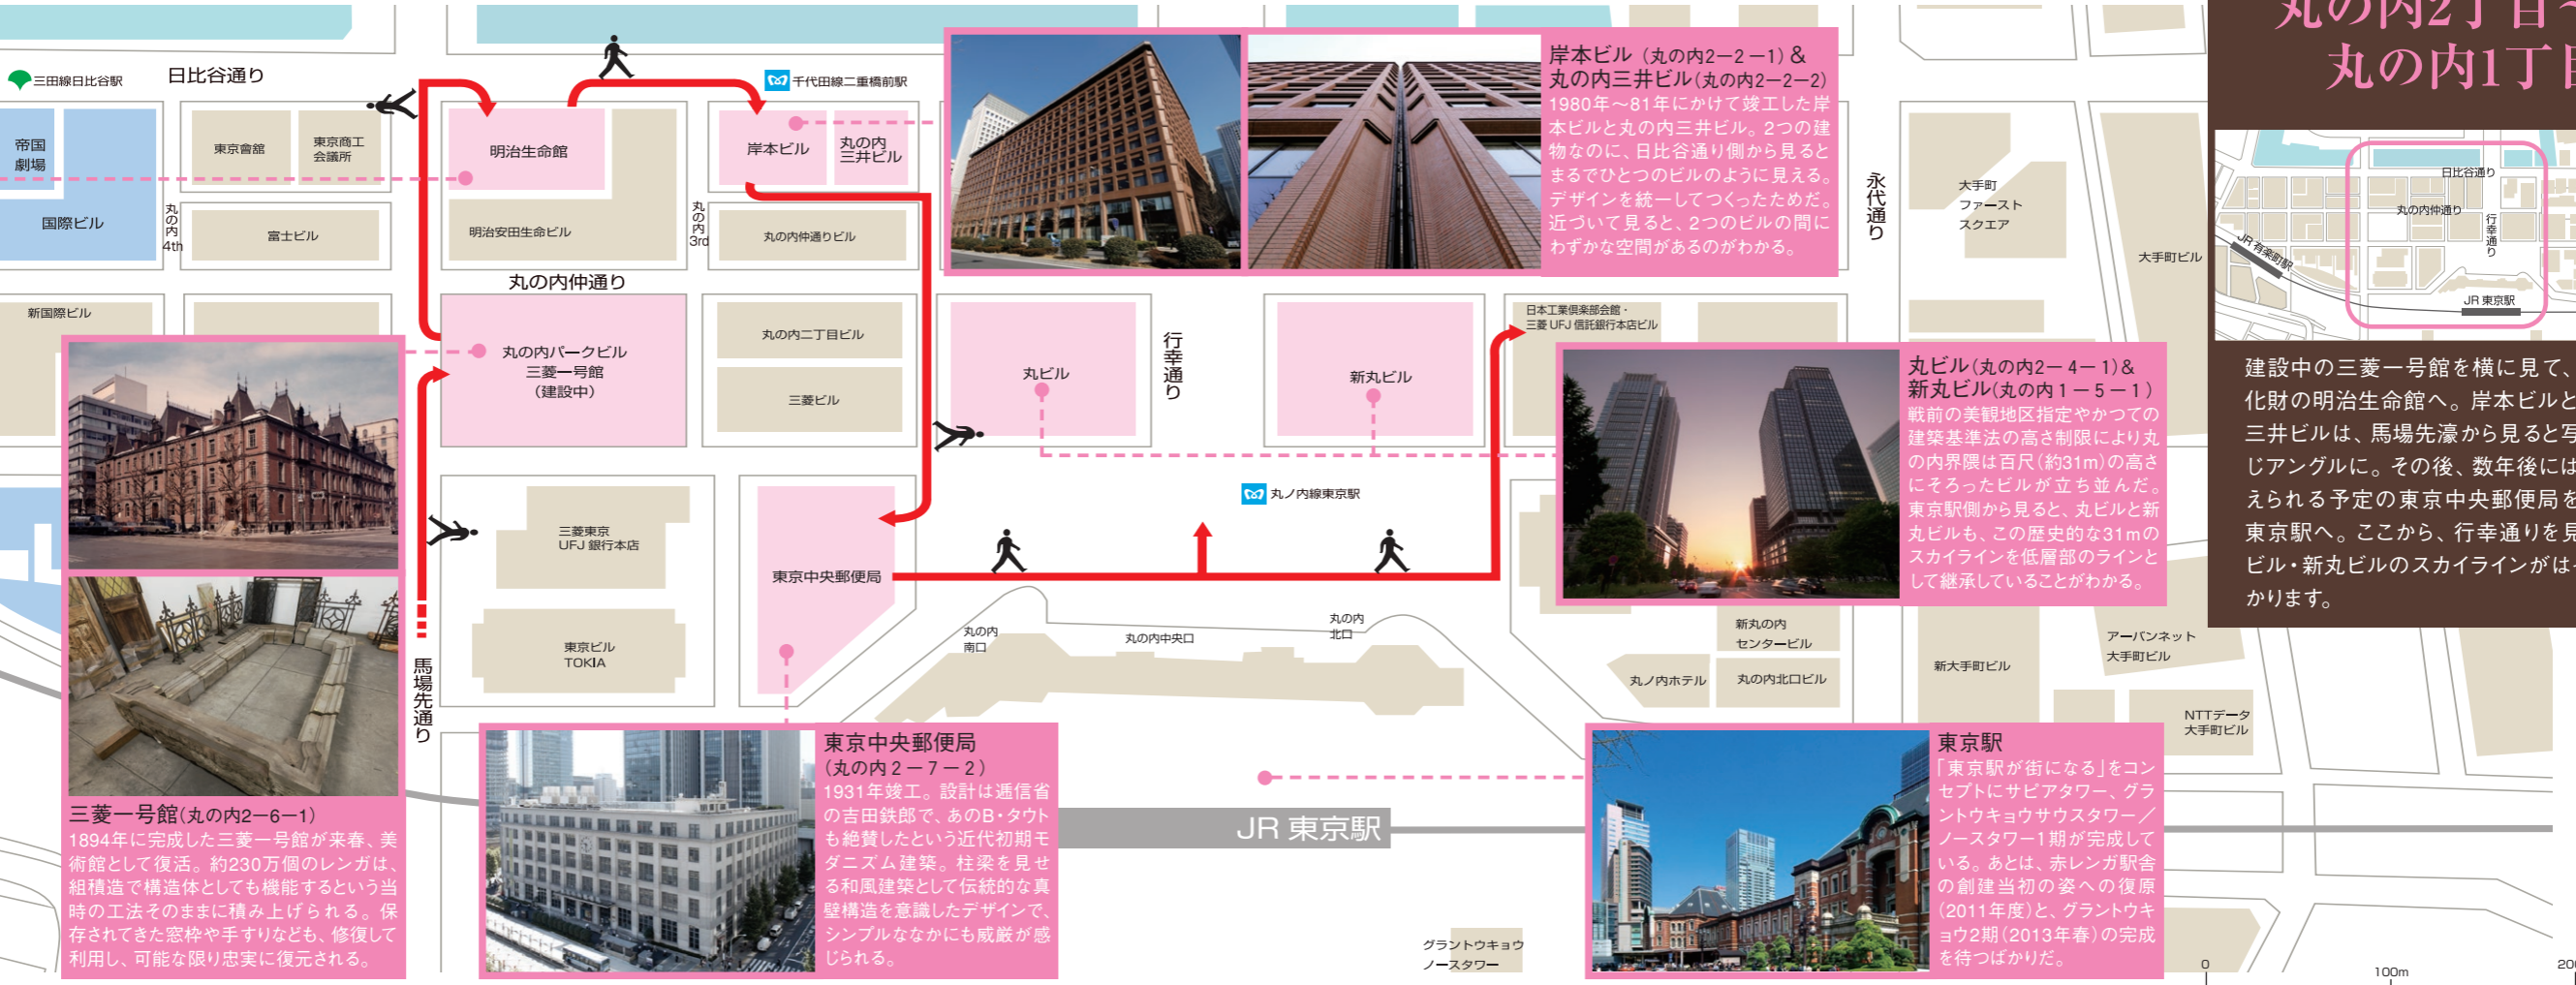 三田線日比谷駅
日比谷通り
千代田線二重橋前駅
帝国
劇場
国際ビル
丸の内
4th
東京會舘
東京商工
会議所
富士ビル
明治生命館
明治安田生命ビル
丸の内
3rd
岸本ビル
丸の内
三井ビル
丸の内仲通りビル
丸の内仲通り
新国際ビル
丸の内パークビル
三菱一号館
(建設中)
丸の内二丁目ビル
三菱ビル
丸ビル
行幸通り
新丸ビル
日本工業倶楽部会館・
三菱 UFJ 信託銀行本店ビル
永代通り
大手町
ファースト
スクエア
大手町ビル
三菱東京
UFJ 銀行本店
東京ビル
TOKIA
馬場先通り
東京中央郵便局
丸ノ内線東京駅
丸の内
南口
丸の内中央口
丸の内
北口
新丸の内
センタービル
丸ノ内ホテル
丸の内北口ビル
新大手町ビル
アーバンネット
大手町ビル
NTTデータ
大手町ビル
JR 東京駅
グラントウキョウ
ノースタワー
0
100m
岸本ビル (丸の内2−2−1) &
丸の内三井ビル(丸の内2−2−2)
1980年〜81年にかけて竣工した岸
本ビルと丸の内三井ビル。2つの建
物なのに、日比谷通り側から見ると
まるでひとつのビルのように見える。
デザインを統一してつくったためだ。
近づいて見ると、2つのビルの間に
わずかな空間があるのがわかる。
丸ビル(丸の内2−4−1)&
新丸ビル(丸の内1−5−1)
戦前の美観地区指定やかつての
建築基準法の高さ制限により丸
の内界隈は百尺(約31m)の高さ
にそろったビルが立ち並んだ。
東京駅側から見ると、丸ビルと新
丸ビルも、この歴史的な31mの
スカイラインを低層部のラインと
して継承していることがわかる。
三菱一号館(丸の内2−6−1)
1894年に完成した三菱一号館が来春、美
術館として復活。約230万個のレンガは、
組積造で構造体としても機能するという当
時の工法そのままに積み上げられる。保
存されてきた窓枠や手すりなども、修復して
利用し、可能な限り忠実に復元される。
東京中央郵便局
(丸の内2−7−2)
1931年竣工。設計は逓信省
の吉田鉄郎で、あのB・タウト
も絶賛したという近代初期モ
ダニズム建築。柱梁を見せ
る和風建築として伝統的な真
壁構造を意識したデザインで、
シンプルななかにも威厳が感
じられる。
東京駅
「東京駅が街になる」をコン
セプトにサピアタワー、グラ
ントウキョウサウスタワー／
ノースタワー1期が完成して
いる。あとは、赤レンガ駅舎
の創建当初の姿への復原
(2011年度)と、グラントウキ
ョウ2期(2013年春)の完成
を待つばかりだ。
丸の内2丁目〜
丸の内1丁目
日比谷通り
丸の内仲通り
行幸通り
JR 有楽町駅
JR 東京駅
建設中の三菱一号館を横に見て、
化財の明治生命館へ。岸本ビルと
三井ビルは、馬場先濠から見ると写
じアングルに。その後、数年後には
えられる予定の東京中央郵便局を
東京駅へ。ここから、行幸通りを見
ビル・新丸ビルのスカイラインがは
かります。